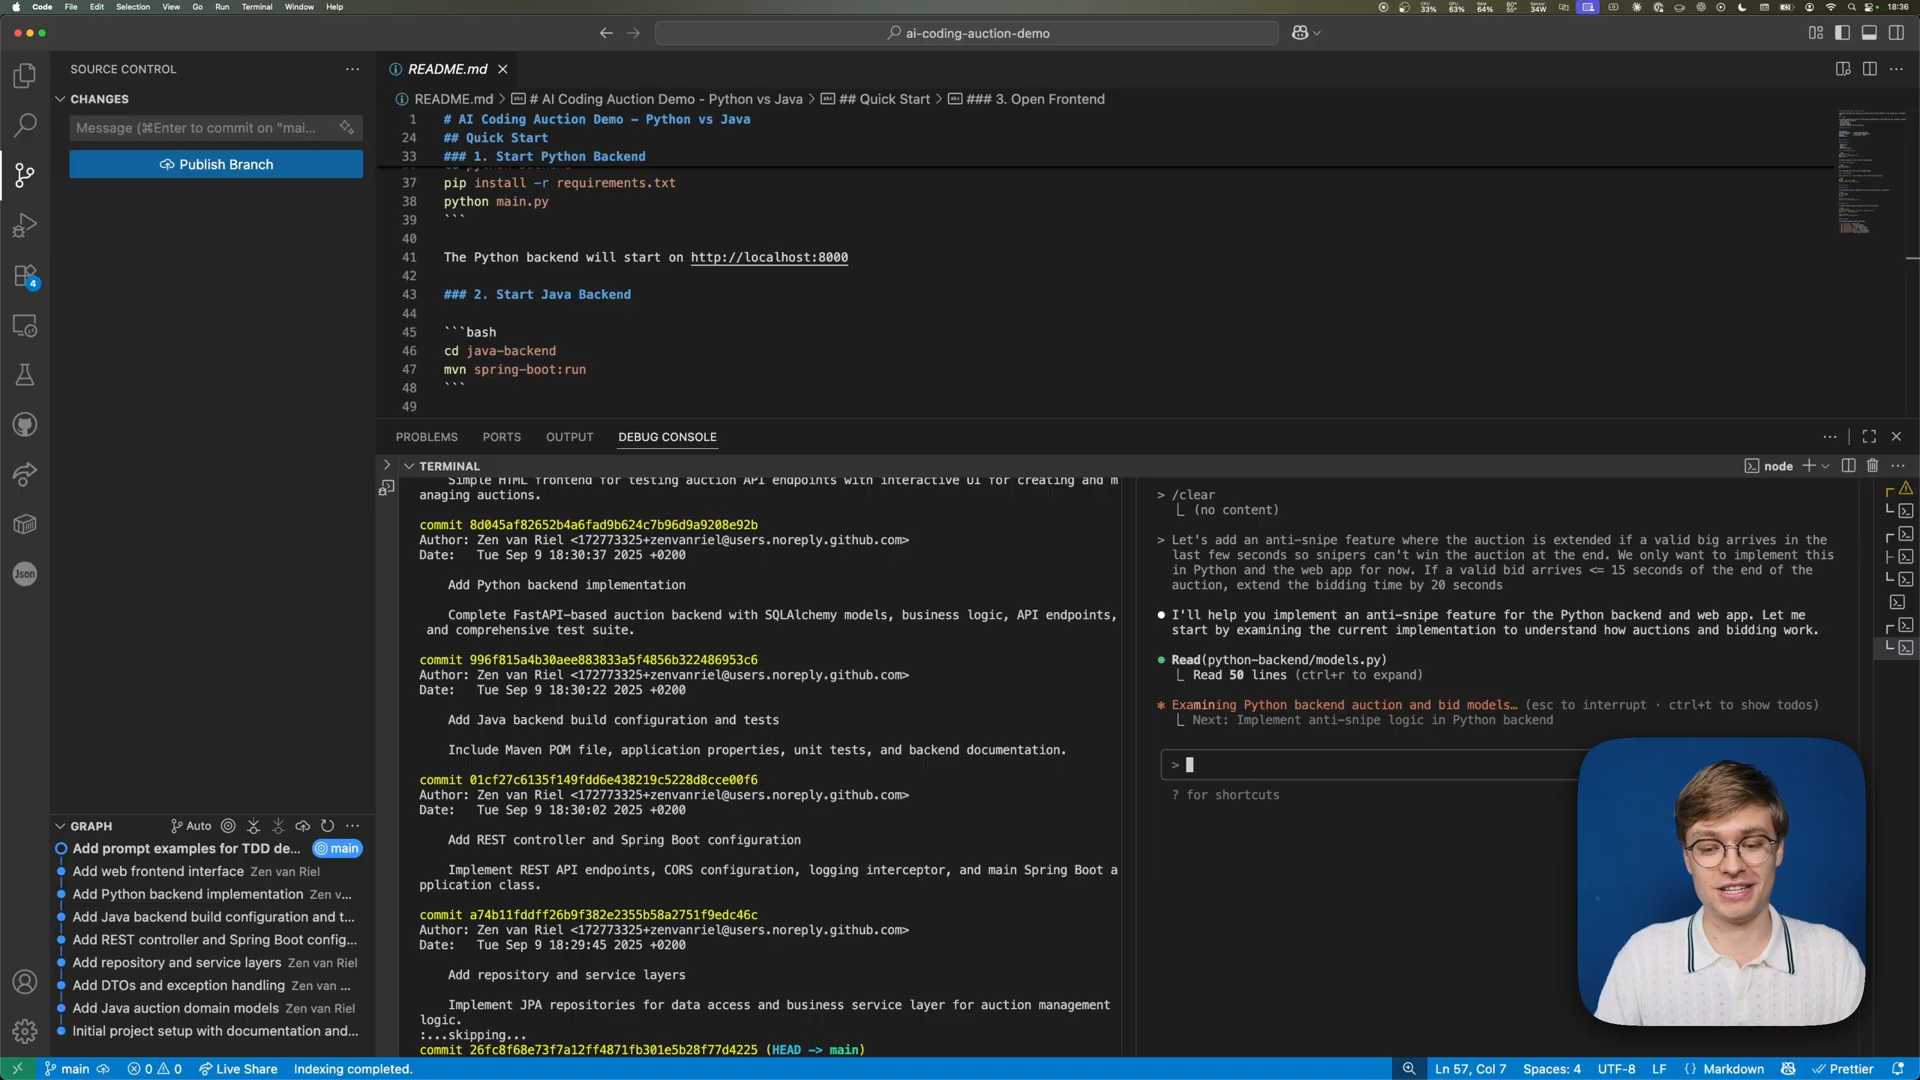 Code File Edit Selection View Go Run Terminal Window Help
18:36
ai-coding-auction-demo
SOURCE CONTROL
CHANGES
Message (⌘Enter to commit on "mai...
Publish Branch
README.md
README.md > # AI Coding Auction Demo - Python vs Java > ## Quick Start > ### 3. Open Frontend
1 # AI Coding Auction Demo - Python vs Java
24 ## Quick Start
33 ### 1. Start Python Backend
37 pip install -r requirements.txt
38 python main.py
39 ```
40
41 The Python backend will start on http://localhost:8000
42
43 ### 2. Start Java Backend
44
45 ```bash
46 cd java-backend
47 mvn spring-boot:run
48 ```
49
PROBLEMS PORTS OUTPUT DEBUG CONSOLE
TERMINAL
node
Simple HTML frontend for testing auction API endpoints with interactive UI for creating and m
anaging auctions.
commit 8d045af82652b4a6fad9b624c7b96d9a9208e92b
Author: Zen van Riel <172773325+zenvanriel@users.noreply.github.com>
Date: Tue Sep 9 18:30:37 2025 +0200
Add Python backend implementation
Complete FastAPI-based auction backend with SQLAlchemy models, business logic, API endpoints,
and comprehensive test suite.
commit 996f815a4b30aee883833a5f4856b322486953c6
Author: Zen van Riel <172773325+zenvanriel@users.noreply.github.com>
Date: Tue Sep 9 18:30:22 2025 +0200
Add Java backend build configuration and tests
Include Maven POM file, application properties, unit tests, and backend documentation.
commit 01cf27c6135f149fdd6e438219c5228d8cce00f6
Author: Zen van Riel <172773325+zenvanriel@users.noreply.github.com>
Date: Tue Sep 9 18:30:02 2025 +0200
Add REST controller and Spring Boot configuration
Implement REST API endpoints, CORS configuration, logging interceptor, and main Spring Boot a
pplication class.
commit a74b11fddff26b9f382e2355b58a2751f9edc46c
Author: Zen van Riel <172773325+zenvanriel@users.noreply.github.com>
Date: Tue Sep 9 18:29:45 2025 +0200
Add repository and service layers
Implement JPA repositories for data access and business service layer for auction management
logic.
:...skipping...
commit 26fc8f68e73f7a12ff4871fb301e5b28f77d4225 (HEAD -> main)
> /clear
(no content)
> Let's add an anti-snipe feature where the auction is extended if a valid big arrives in the
last few seconds so snipers can't win the auction at the end. We only want to implement this
in Python and the web app for now. If a valid bid arrives <= 15 seconds of the end of the
auction, extend the bidding time by 20 seconds
I'll help you implement an anti-snipe feature for the Python backend and web app. Let me
start by examining the current implementation to understand how auctions and bidding work.
Read(python-backend/models.py)
Read 50 lines (ctrl+r to expand)
Examining Python backend auction and bid models… (esc to interrupt · ctrl+t to show todos)
Next: Implement anti-snipe logic in Python backend
>
? for shortcuts
4
Json
GRAPH
Auto
Add prompt examples for TDD de... main
Add web frontend interface Zen van Riel
Add Python backend implementation Zen v...
Add Java backend build configuration and t...
Add REST controller and Spring Boot config...
Add repository and service layers Zen van Riel
Add DTOs and exception handling Zen van ...
Add Java auction domain models Zen van Riel
Initial project setup with documentation and...
main 0 0 Live Share Indexing completed.
Ln 57, Col 7 Spaces: 4 UTF-8 LF {} Markdown Prettier